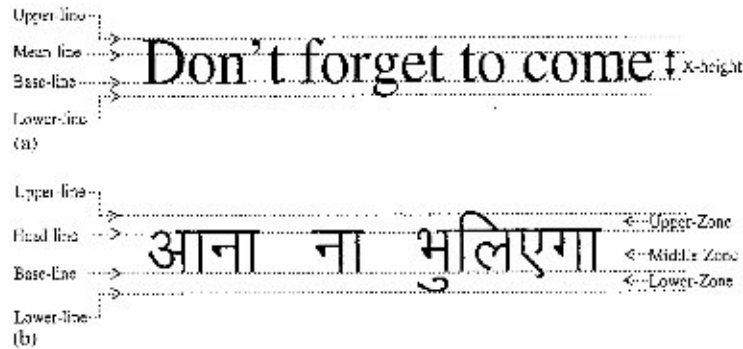 Upper-line
Mean line
Don't forget to come
X-height
Base-line
Lower-line
(a)
Upper-line
Upper-Zone
Head line
आना ना भुलिएगा
Middle Zone
Base-line
Lower-Zone
Lower-line
(b)